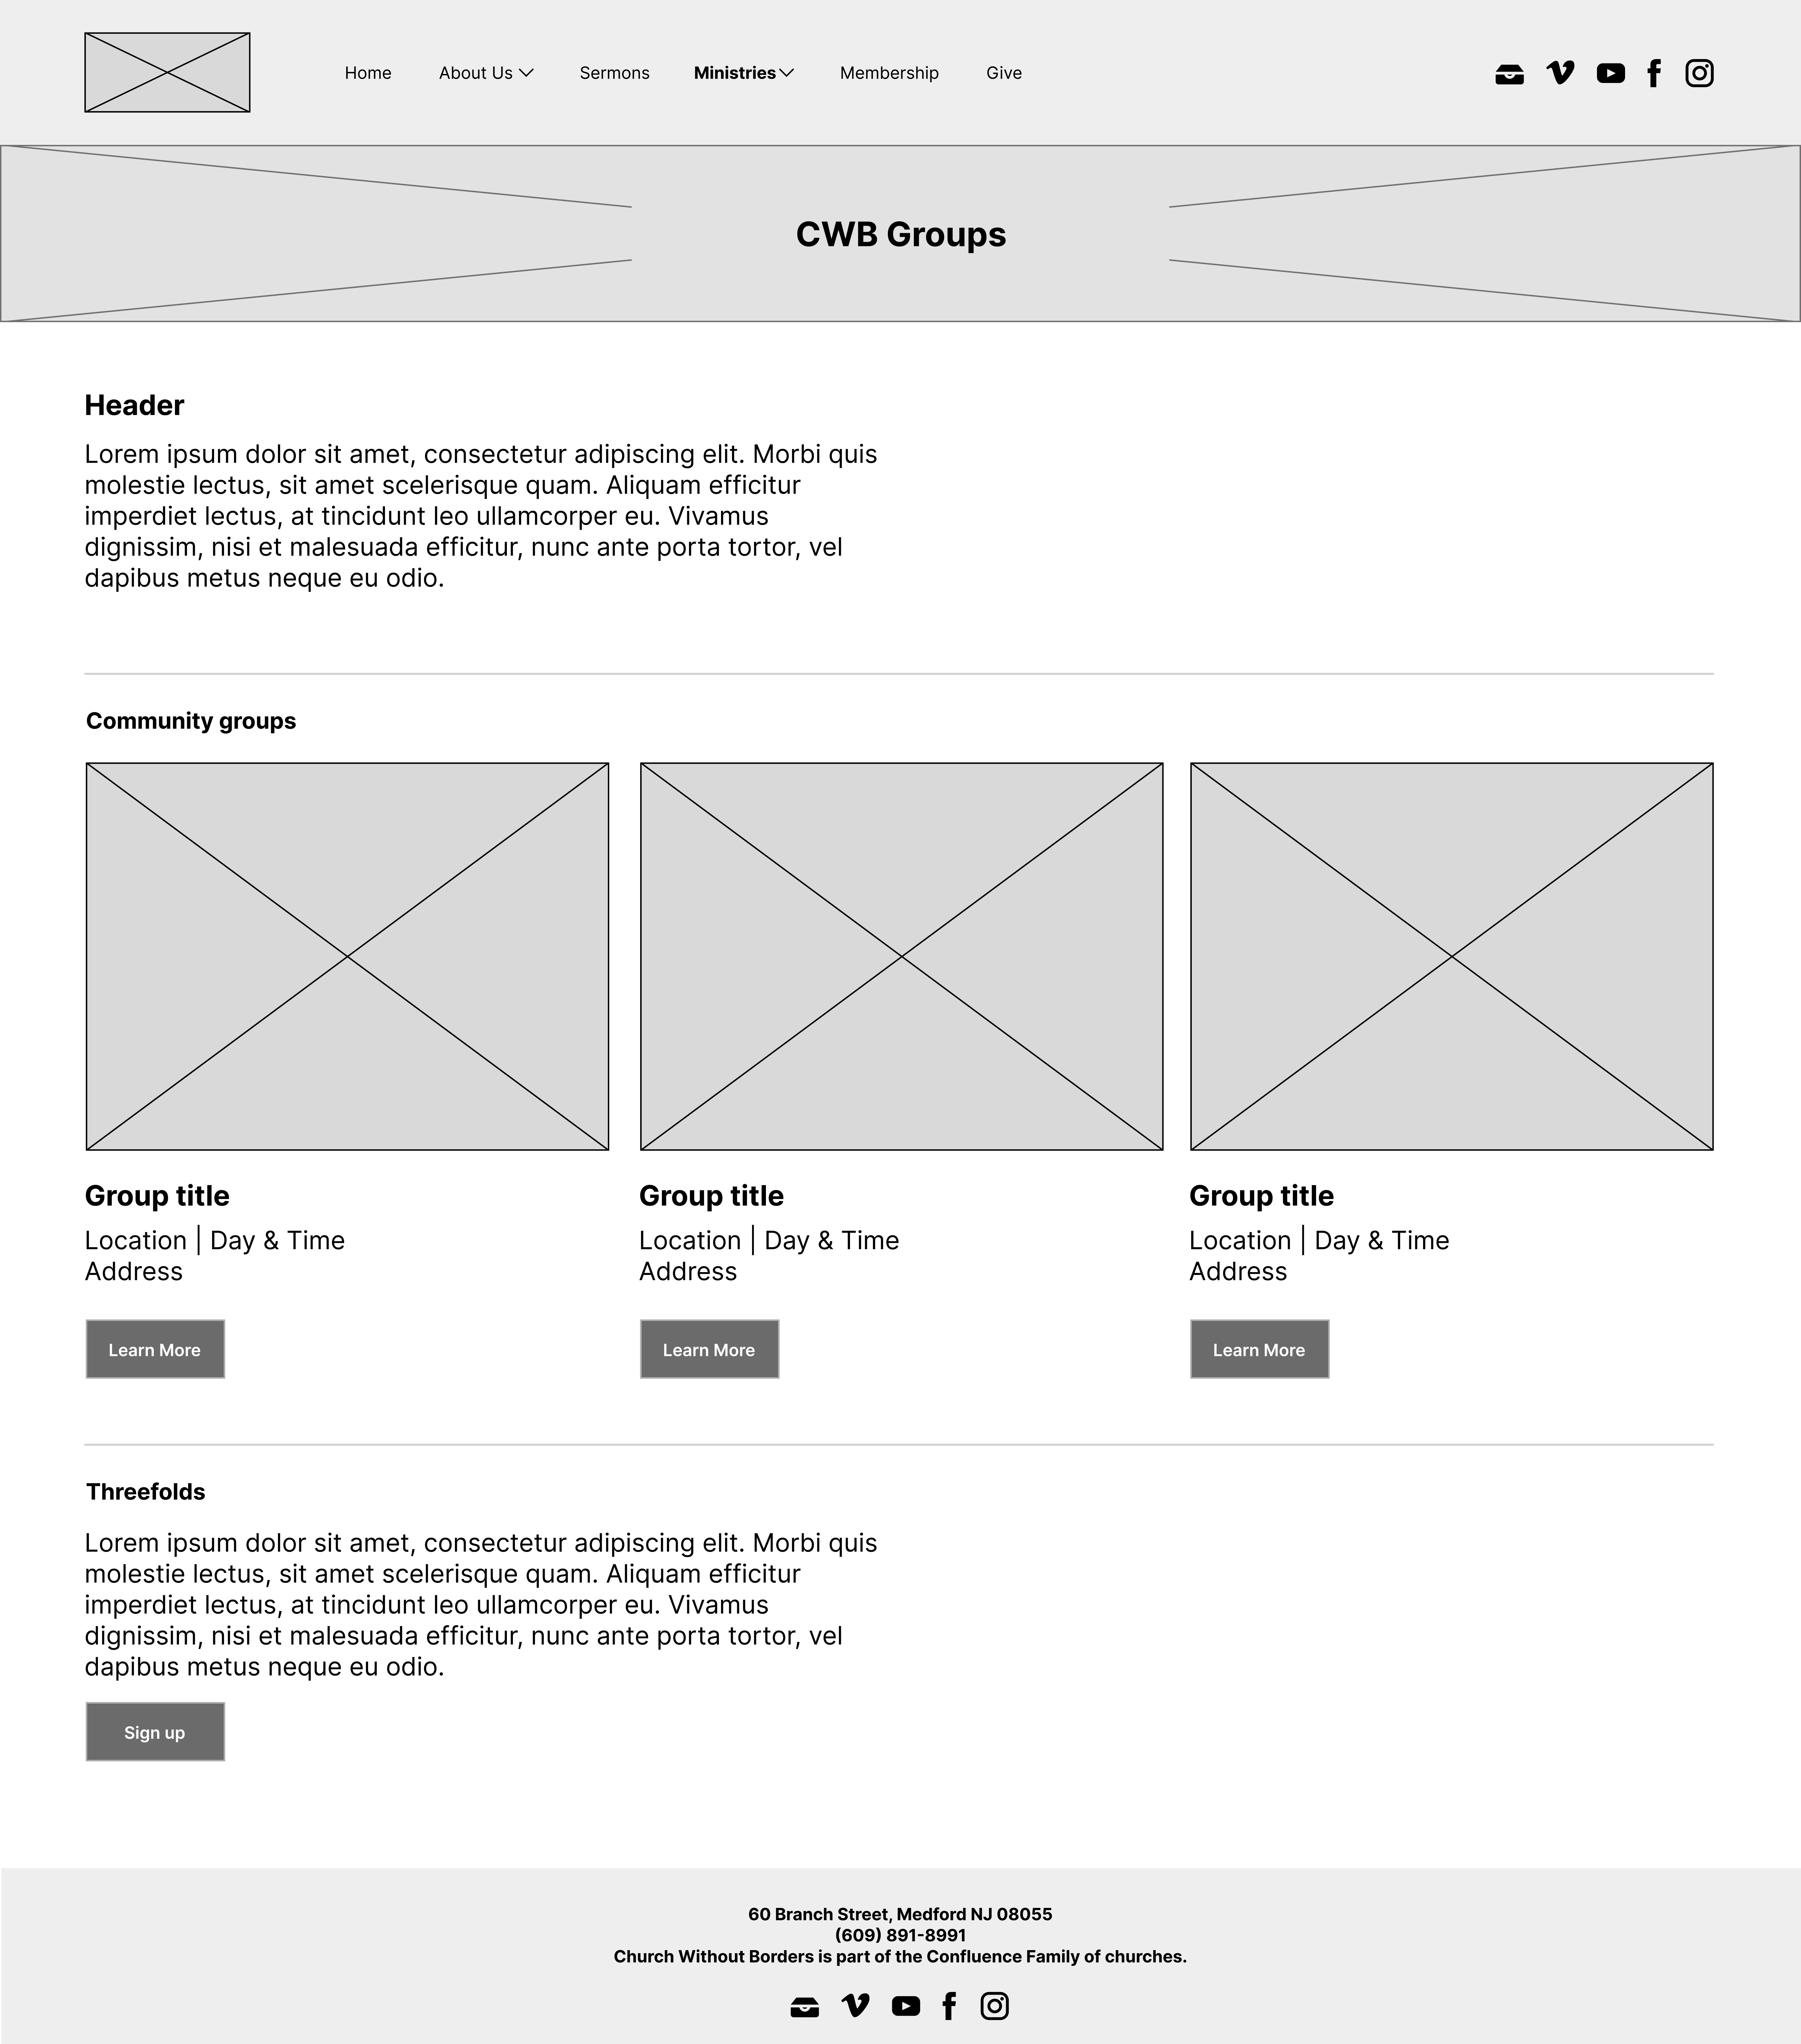 Home About Us Sermons Ministries Membership Give
CWB Groups
Header
Lorem ipsum dolor sit amet, consectetur adipiscing elit. Morbi quis
molestie lectus, sit amet scelerisque quam. Aliquam efficitur
imperdiet lectus, at tincidunt leo ullamcorper eu. Vivamus
dignissim, nisi et malesuada efficitur, nunc ante porta tortor, vel
dapibus metus neque eu odio.
Community groups
Group title
Location | Day & Time
Address
Learn More
Group title
Location | Day & Time
Address
Learn More
Group title
Location | Day & Time
Address
Learn More
Threefolds
Lorem ipsum dolor sit amet, consectetur adipiscing elit. Morbi quis
molestie lectus, sit amet scelerisque quam. Aliquam efficitur
imperdiet lectus, at tincidunt leo ullamcorper eu. Vivamus
dignissim, nisi et malesuada efficitur, nunc ante porta tortor, vel
dapibus metus neque eu odio.
Sign up
60 Branch Street, Medford NJ 08055
(609) 891-8991
Church Without Borders is part of the Confluence Family of churches.